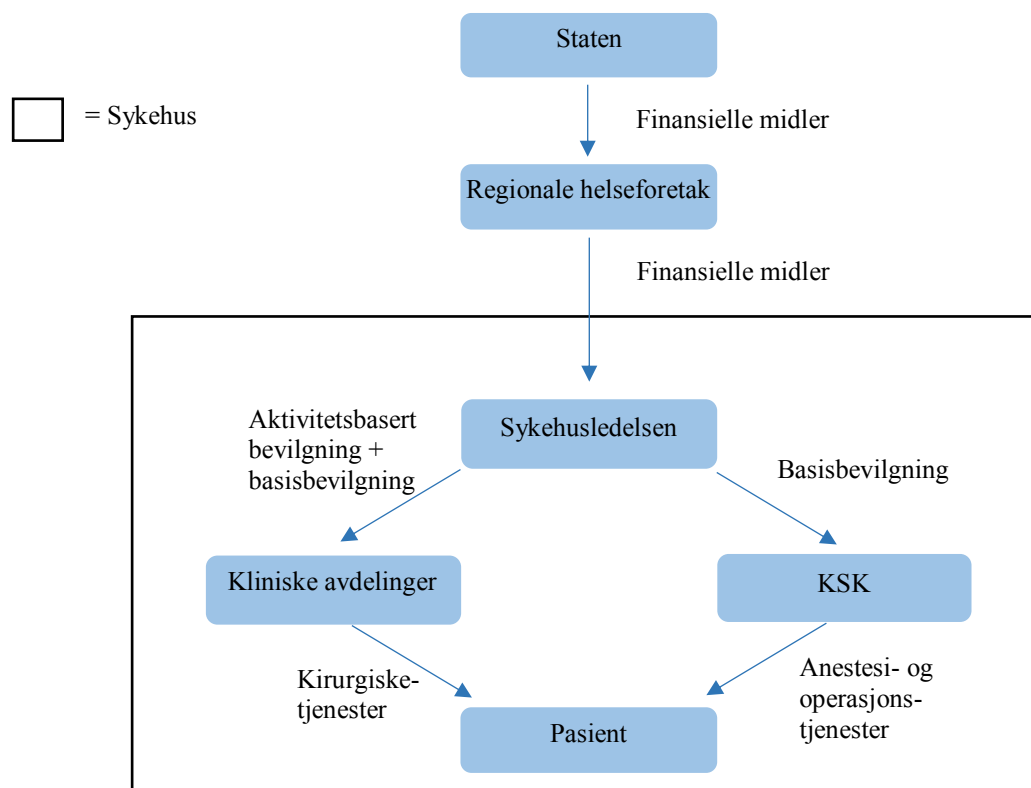 Staten
= Sykehus
Finansielle midler
Regionale helseforetak
Finansielle midler
Aktivitetsbasert
bevilgning +
basisbevilgning
Sykehusledelsen
Basisbevilgning
Kliniske avdelinger
KSK
Kirurgiske-
tjenester
Anestesi- og
operasjons-
tjenester
Pasient